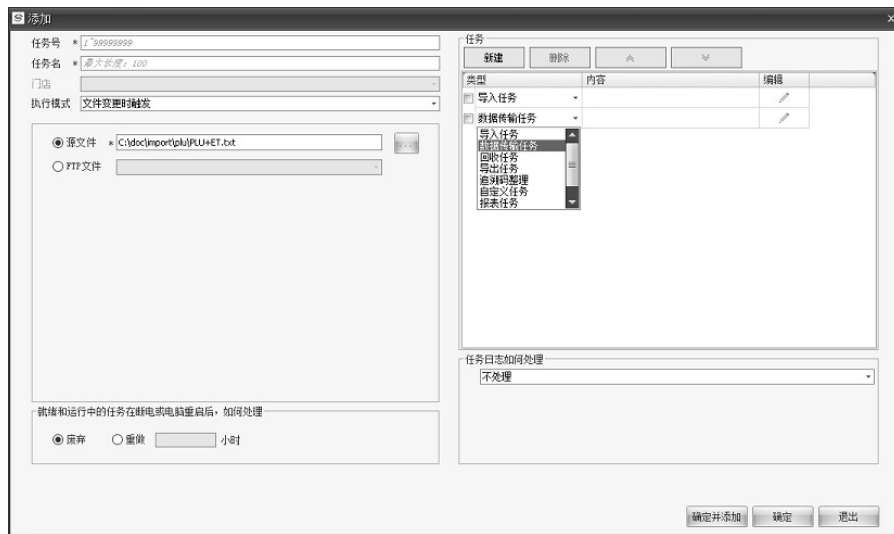 添加
任务号 * 1~99999999
任务名 * 最大长度：100
门店
执行模式 文件变更时触发
源文件 * C:\doc\import\plu\PLU+ET.txt ...
FTP文件
就绪和运行中的任务在断电或电脑重启后，如何处理
废弃 重做 小时
任务
新建 删除
类型 内容 编辑
导入任务
数据传输任务
导入任务
数据传输任务
回收任务
导出任务
追溯码整理
自定义任务
报表任务
任务日志如何处理
不处理
确定并添加 确定 退出